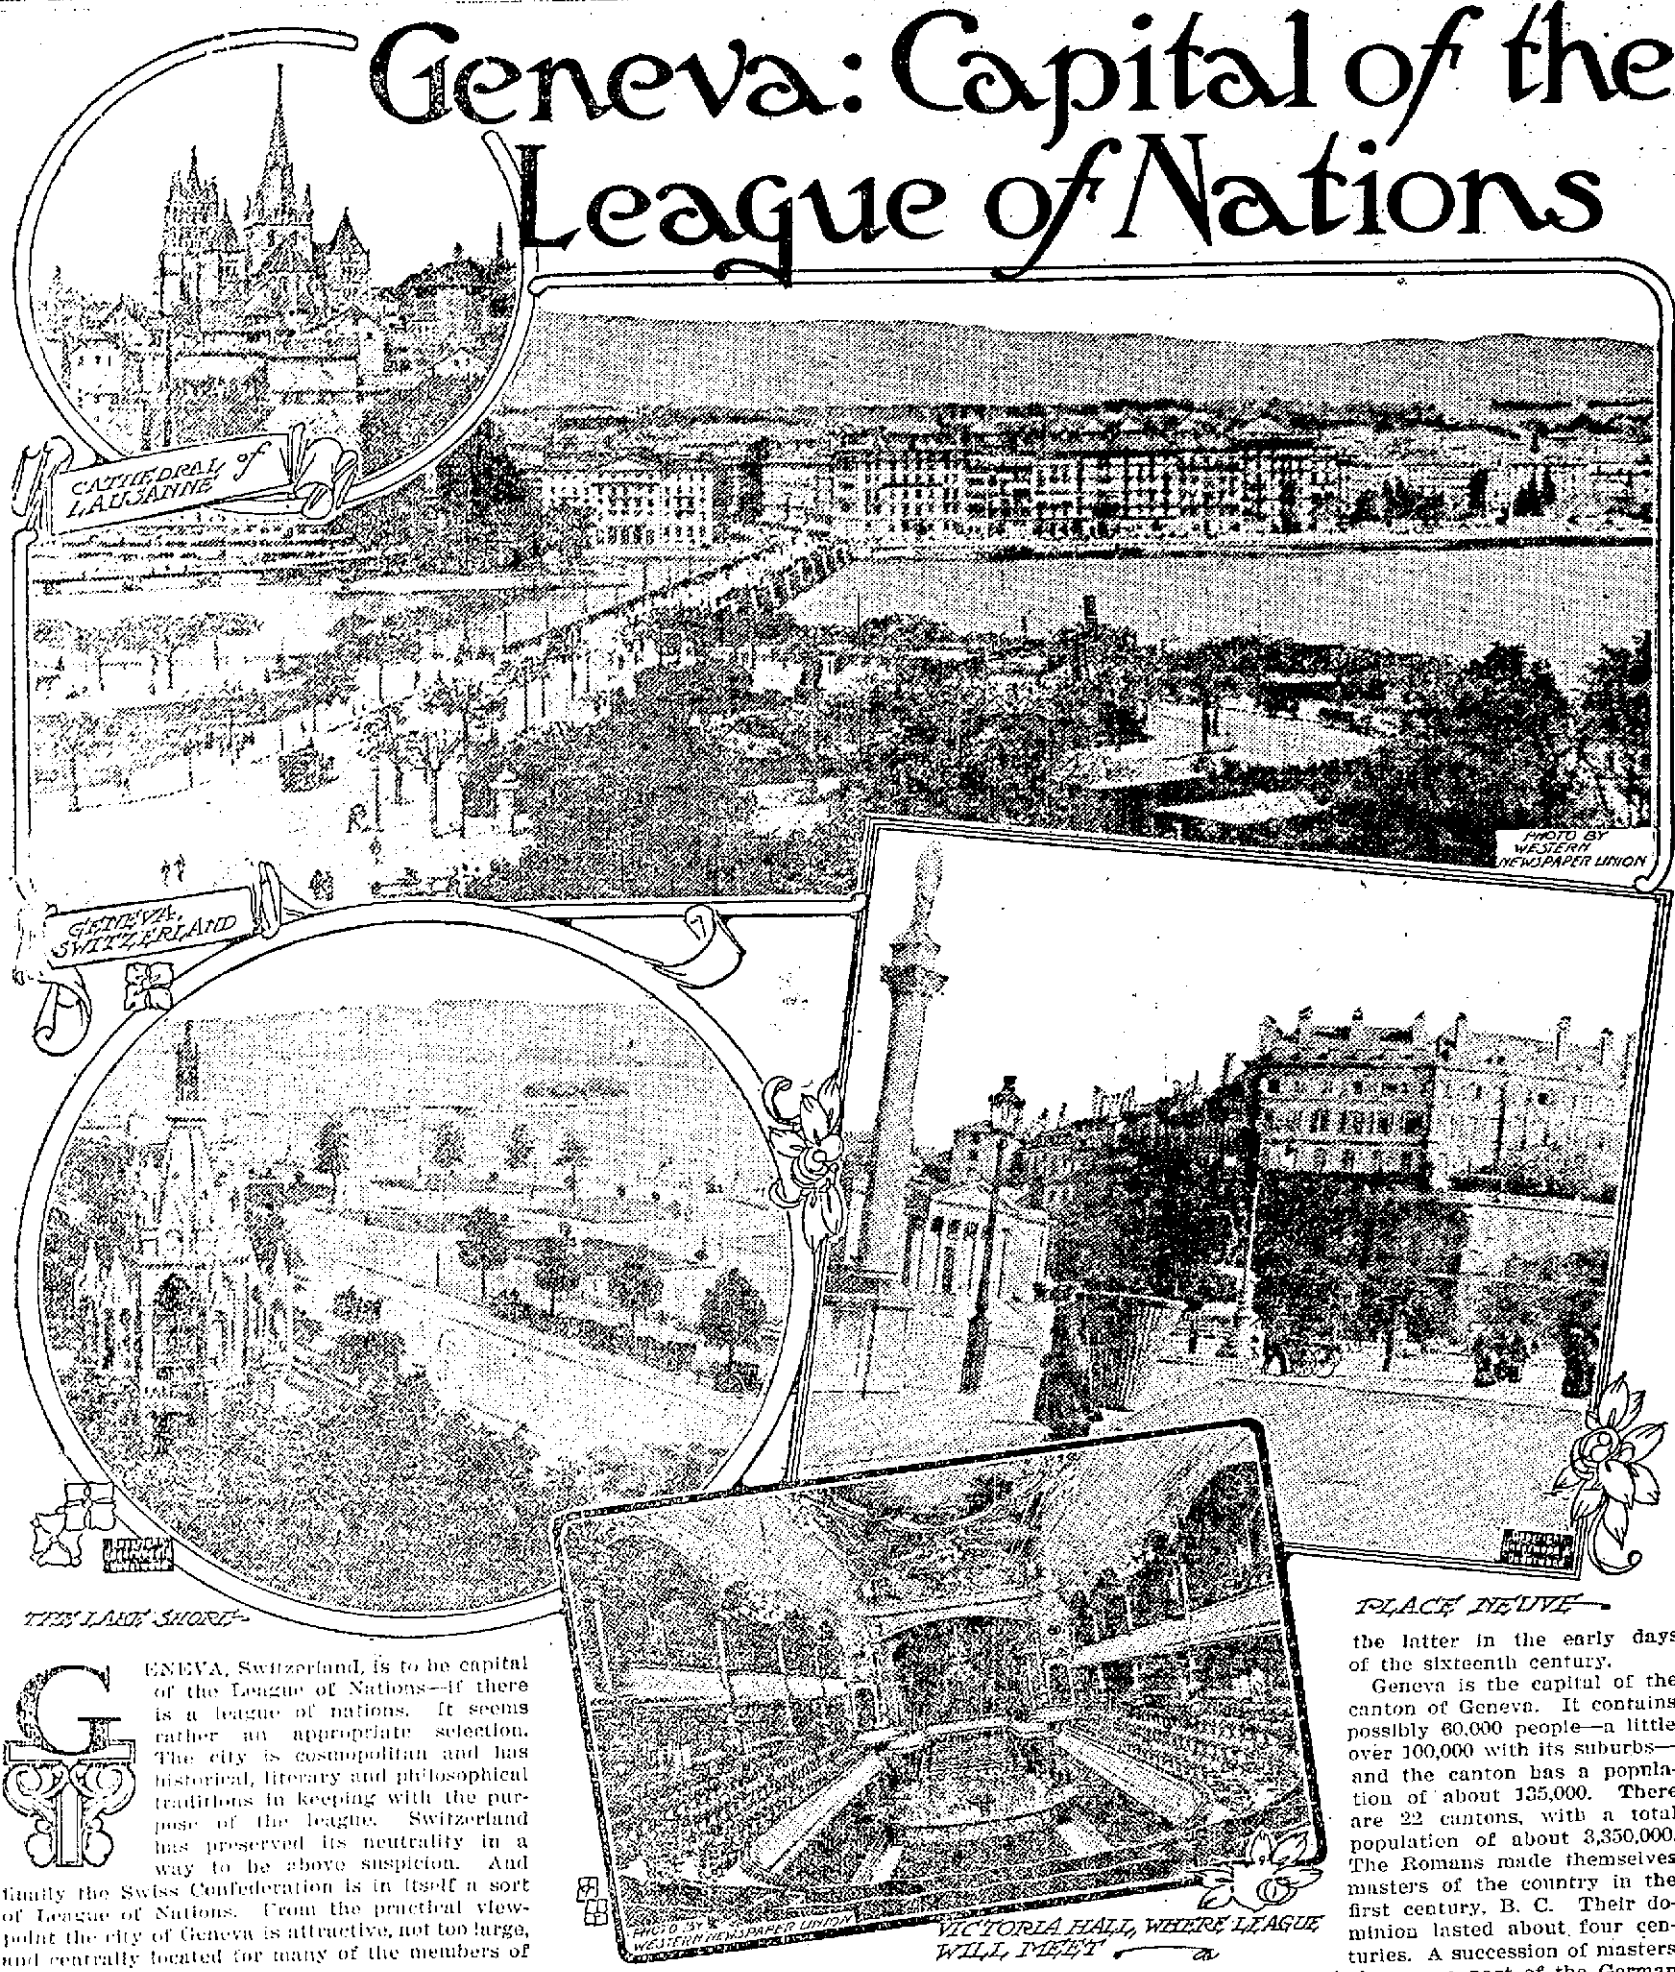 Geneva: Capital of the
League of Nations
CATHEDRAL of
LAUSANNE
PHOTO BY
WESTERN
NEWSPAPER UNION
GENEVA,
SWITZERLAND
THE LAKE SHORE
PLACE NEUVE
PHOTO BY
WESTERN NEWSPAPER UNION
VICTORIA HALL, WHERE LEAGUE
WILL MEET
GENEVA, Switzerland, is to be capital
of the League of Nations—if there
is a league of nations. It seems
rather an appropriate selection.
The city is cosmopolitan and has
historical, literary and philosophical
traditions in keeping with the pur-
pose of the league. Switzerland
has preserved its neutrality in a
way to be above suspicion. And
finally the Swiss Confederation is in itself a sort
of League of Nations. From the practical view-
point the city of Geneva is attractive, not too large,
and centrally located for many of the members of
the latter in the early days
of the sixteenth century.
Geneva is the capital of the
canton of Geneva. It contains
possibly 60,000 people—a little
over 100,000 with its suburbs—
and the canton has a popula-
tion of about 135,000. There
are 22 cantons, with a total
population of about 3,350,000.
The Romans made themselves
masters of the country in the
first century, B. C. Their do-
minion lasted about four cen-
turies. A succession of masters
of the German